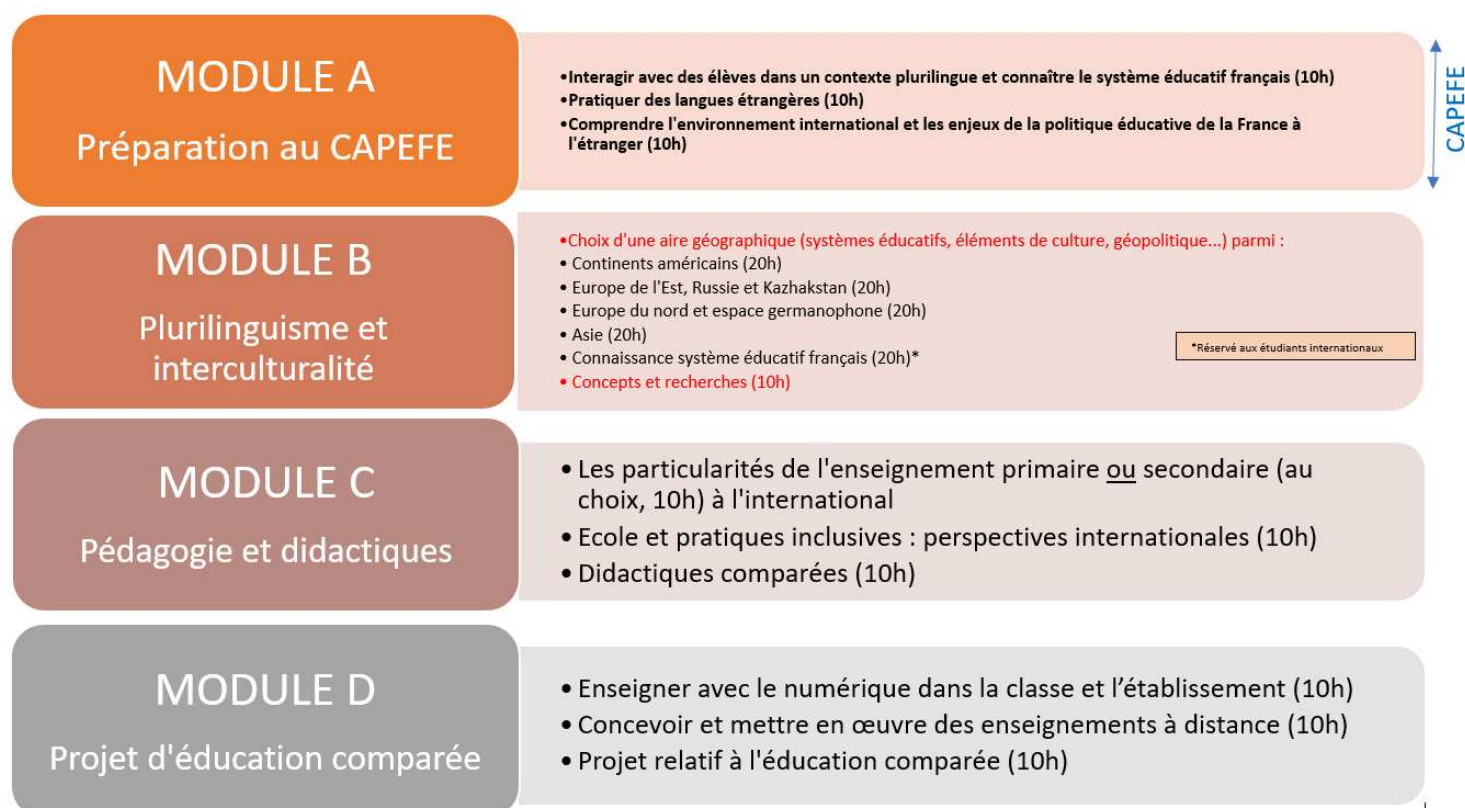 MODULE A
Préparation au CAPEFE
•Interagir avec des élèves dans un contexte plurilingue et connaître le système éducatif français (10h)
•Pratiquer des langues étrangères (10h)
•Comprendre l'environnement international et les enjeux de la politique éducative de la France à
l'étranger (10h)
CAPEFE
MODULE B
Plurilinguisme et
interculturalité
•Choix d'une aire géographique (systèmes éducatifs, éléments de culture, géopolitique...) parmi :
• Continents américains (20h)
• Europe de l'Est, Russie et Kazhakstan (20h)
• Europe du nord et espace germanophone (20h)
• Asie (20h)
• Connaissance système éducatif français (20h)*
• Concepts et recherches (10h)
*Réservé aux étudiants internationaux
MODULE C
Pédagogie et didactiques
• Les particularités de l'enseignement primaire ou secondaire (au
choix, 10h) à l'international
• Ecole et pratiques inclusives : perspectives internationales (10h)
• Didactiques comparées (10h)
MODULE D
Projet d'éducation comparée
• Enseigner avec le numérique dans la classe et l’établissement (10h)
• Concevoir et mettre en œuvre des enseignements à distance (10h)
• Projet relatif à l'éducation comparée (10h)